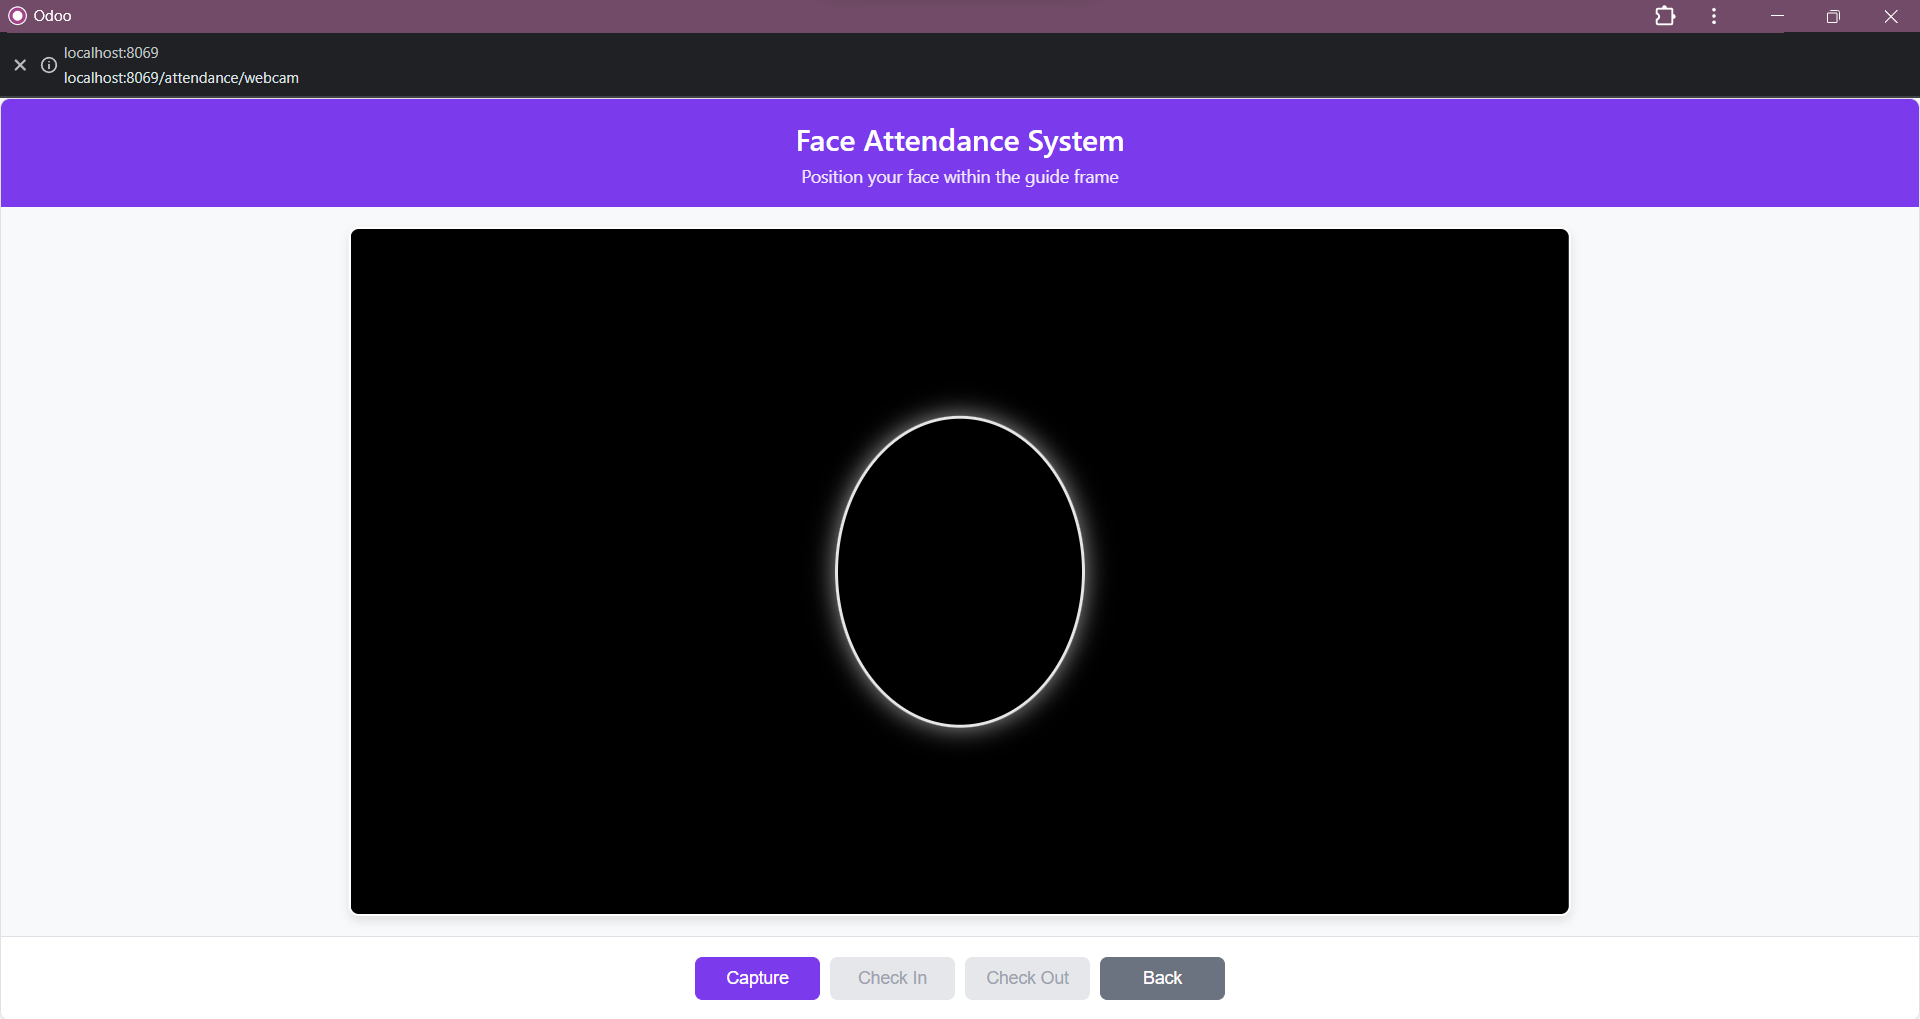 Odoo
localhost:8069
localhost:8069/attendance/webcam
Face Attendance System
Position your face within the guide frame
Capture
Check In
Check Out
Back